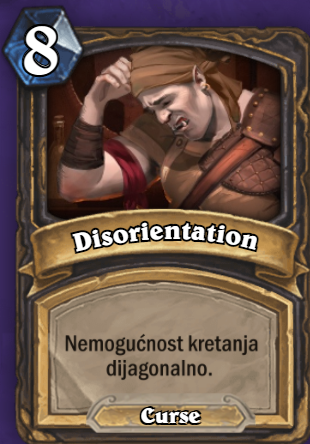 8
Disorientation
Nemogućnost kretanja
dijagonalno.
Curse